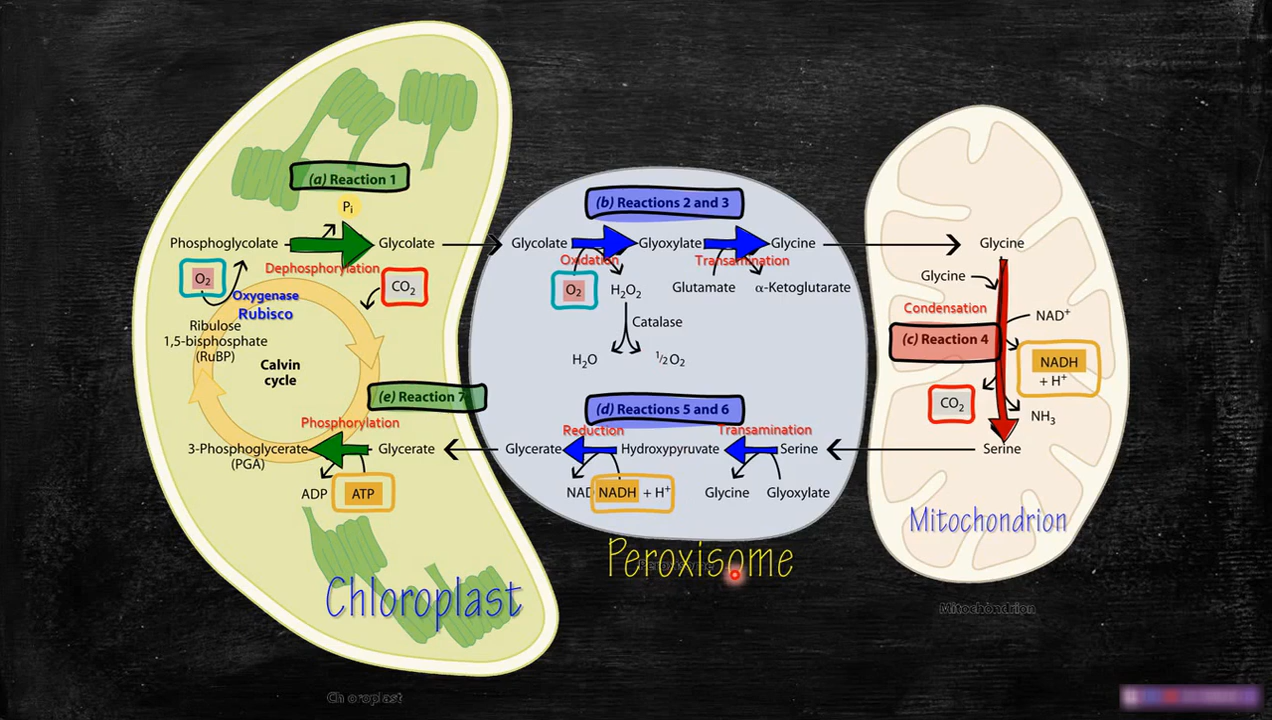 (a) Reaction 1
Pi
Phosphoglycolate
Glycolate
Dephosphorylation
O2
CO2
Oxygenase
Rubisco
Ribulose
1,5-bisphosphate
(RuBP)
Calvin
cycle
(e) Reaction 7
Phosphorylation
3-Phosphoglycerate
(PGA)
Glycerate
ADP
ATP
Chloroplast
Chloroplast
(b) Reactions 2 and 3
Glycolate
Glyoxylate
Glycine
Oxidation
Transamination
O2
H2O2
Glutamate
α-Ketoglutarate
Catalase
H2O
1/2O2
(d) Reactions 5 and 6
Reduction
Transamination
Glycerate
Hydroxypyruvate
Serine
NAD
NADH + H+
Glycine
Glyoxylate
Peroxisome
Glycine
Glycine
Condensation
NAD+
(c) Reaction 4
NADH
+ H+
CO2
NH3
Serine
Mitochondrion
Mitochondrion